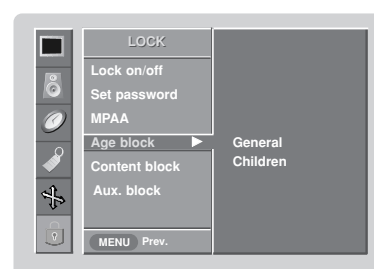 LOCK
Lock on/off
Set password
MPAA
Age block
Content block
Aux. block
General
Children
MENU Prev.